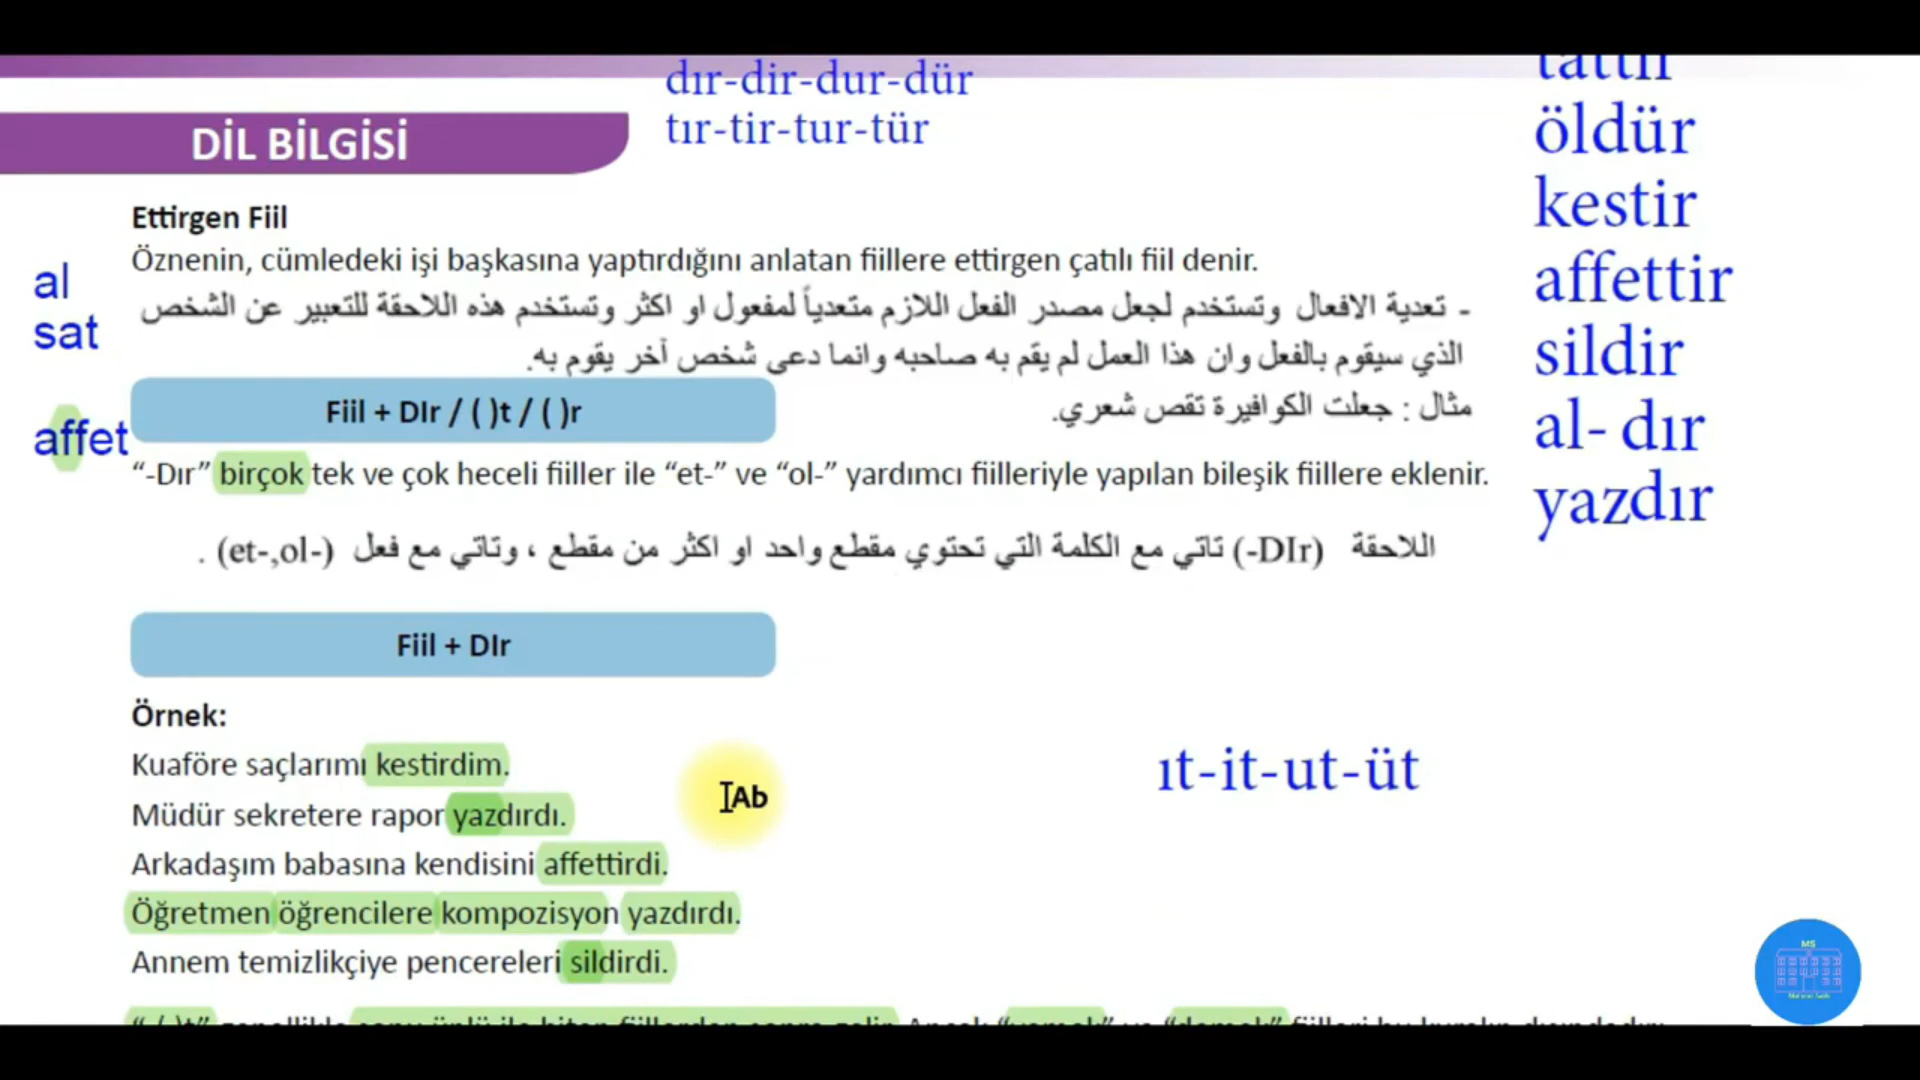 dır-dir-dur-dür
tır-tir-tur-tür
DİL BİLGİSİ
Ettirgen Fiil
Öznenin, cümledeki işi başkasına yaptırdığını anlatan fiillere ettirgen çatılı fiil denir.
- تعدية الافعال وتستخدم لجعل مصدر الفعل اللازم متعدياً لمفعول او اكثر وتستخدم هذه اللاحقة للتعبير عن الشخص
الذي سيقوم بالفعل وان هذا العمل لم يقم به صاحبه وانما دعى شخص آخر يقوم به.
al
sat
affet
Fiil + DIr / ( )t / ( )r
مثال : جعلت الكوافيرة تقص شعري.
“-Dır” birçok tek ve çok heceli fiiller ile “et-” ve “ol-” yardımcı fiilleriyle yapılan bileşik fiillere eklenir.
اللاحقة (-DIr) تاتي مع الكلمة التي تحتوي مقطع واحد او اكثر من مقطع ، وتاتي مع فعل (et-,ol-) .
Fiil + DIr
Örnek:
Kuaföre saçlarımı kestirdim.
Müdür sekretere rapor yazdırdı.
Arkadaşım babasına kendisini affettirdi.
Öğretmen öğrencilere kompozisyon yazdırdı.
Annem temizlikçiye pencereleri sildirdi.
öldür
kestir
affettir
sildir
al- dır
yazdır
ıt-it-ut-üt
Ab
MS